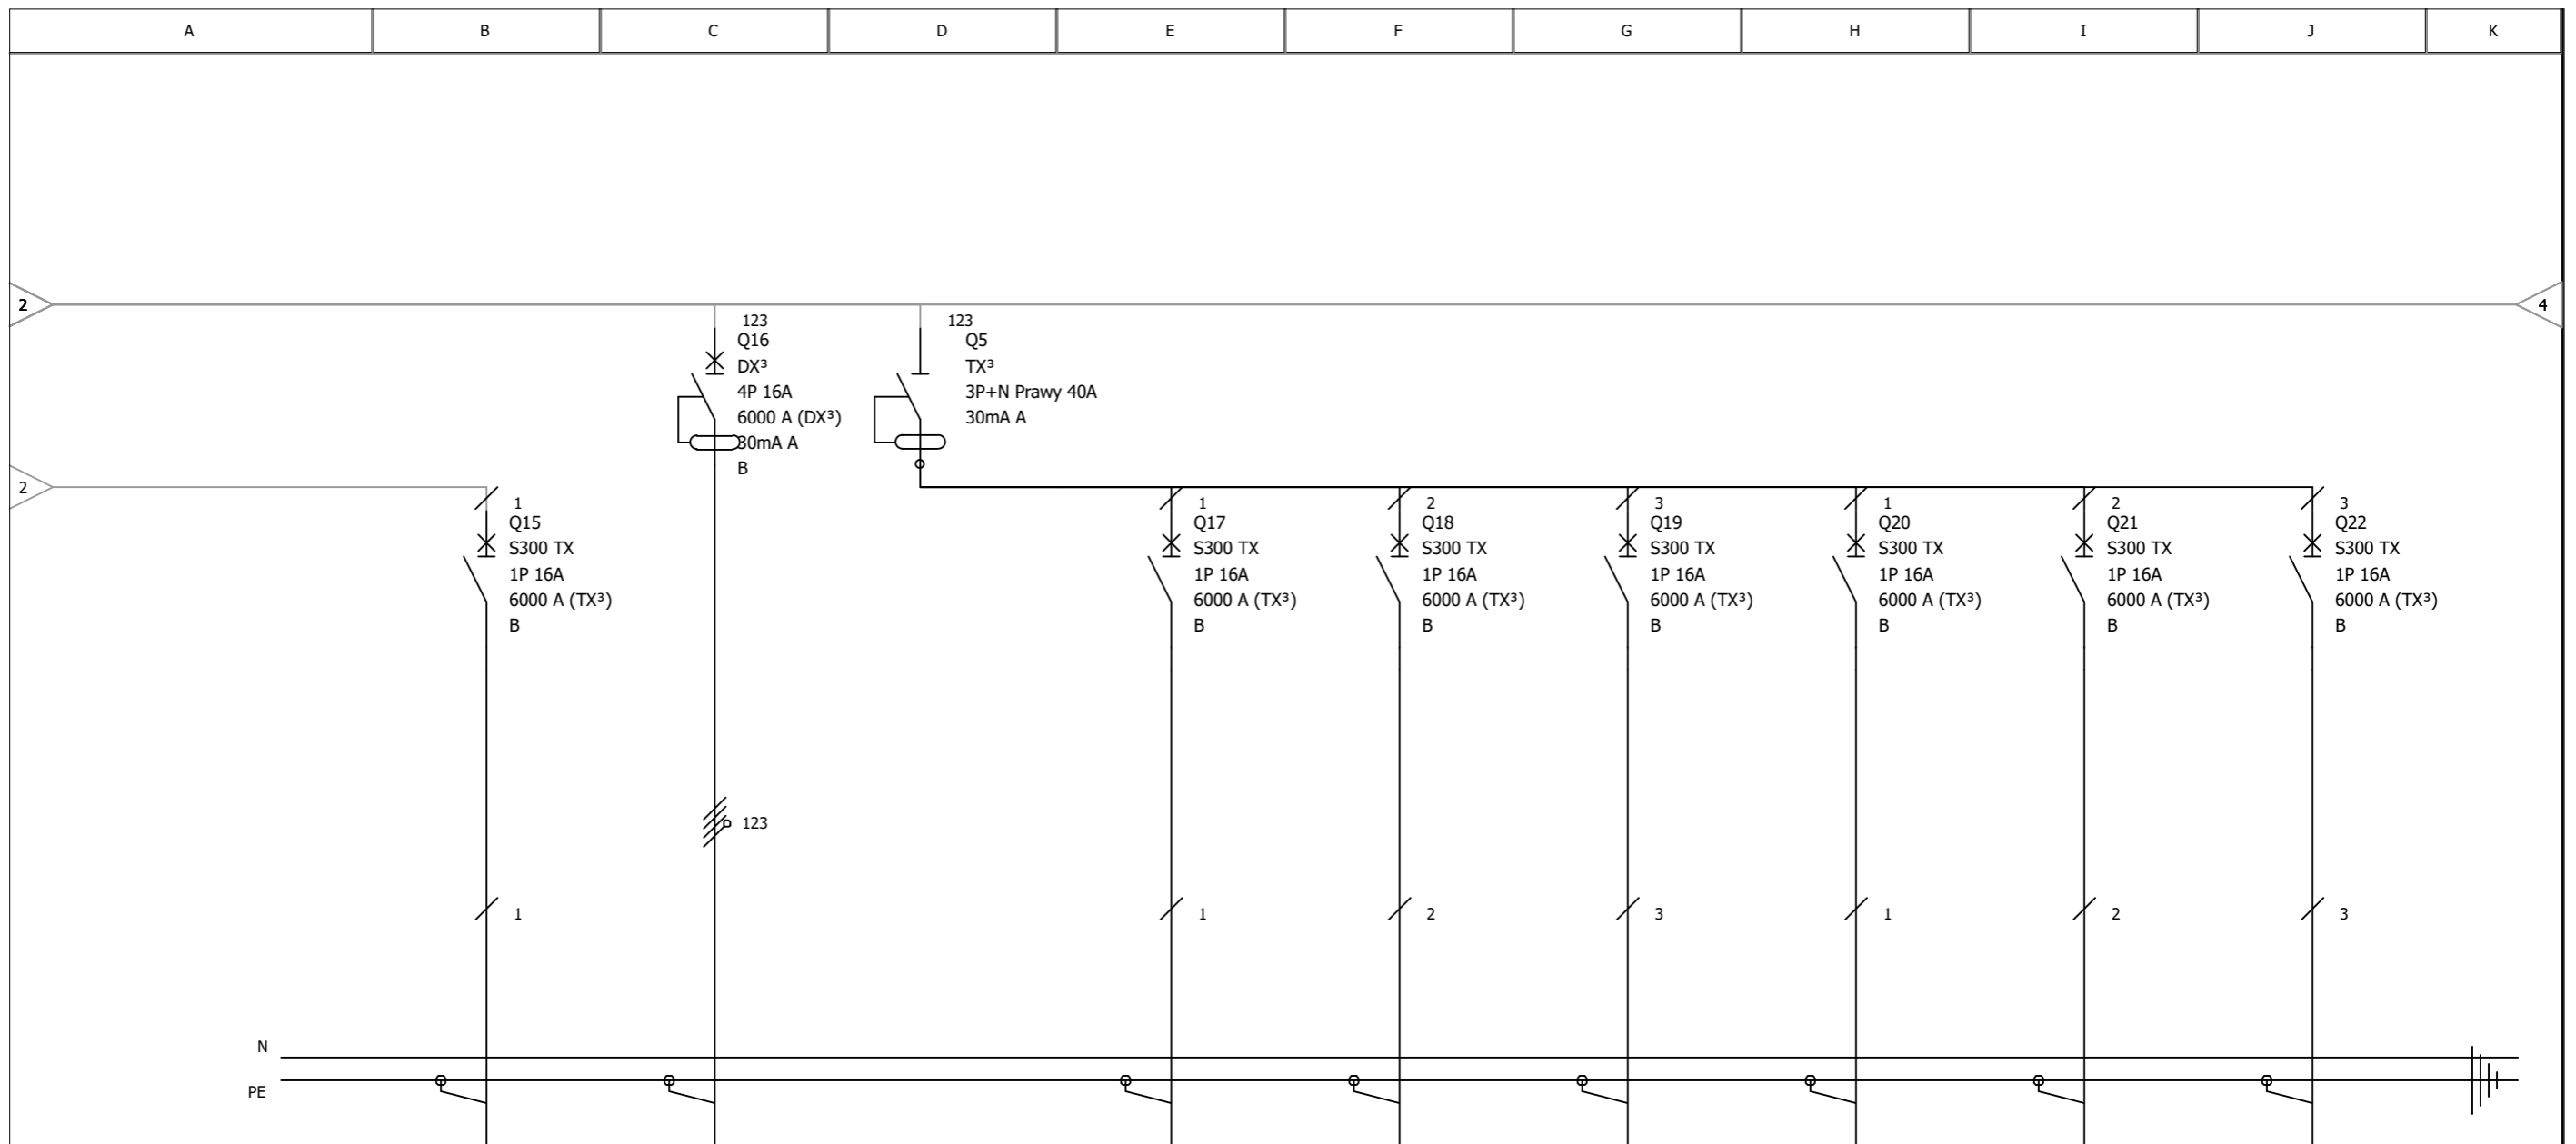 A B C D E F G H I J K
2 4
123
Q16
DX³
4P 16A
6000 A (DX³)
30mA A
B
123
Q5
TX³
3P+N Prawy 40A
30mA A
2
1
Q15
S300 TX
1P 16A
6000 A (TX³)
B
1
Q17
S300 TX
1P 16A
6000 A (TX³)
B
2
Q18
S300 TX
1P 16A
6000 A (TX³)
B
3
Q19
S300 TX
1P 16A
6000 A (TX³)
B
1
Q20
S300 TX
1P 16A
6000 A (TX³)
B
2
Q21
S300 TX
1P 16A
6000 A (TX³)
B
3
Q22
S300 TX
1P 16A
6000 A (TX³)
B
123
1 1 2 3 1 2 3
N
PE